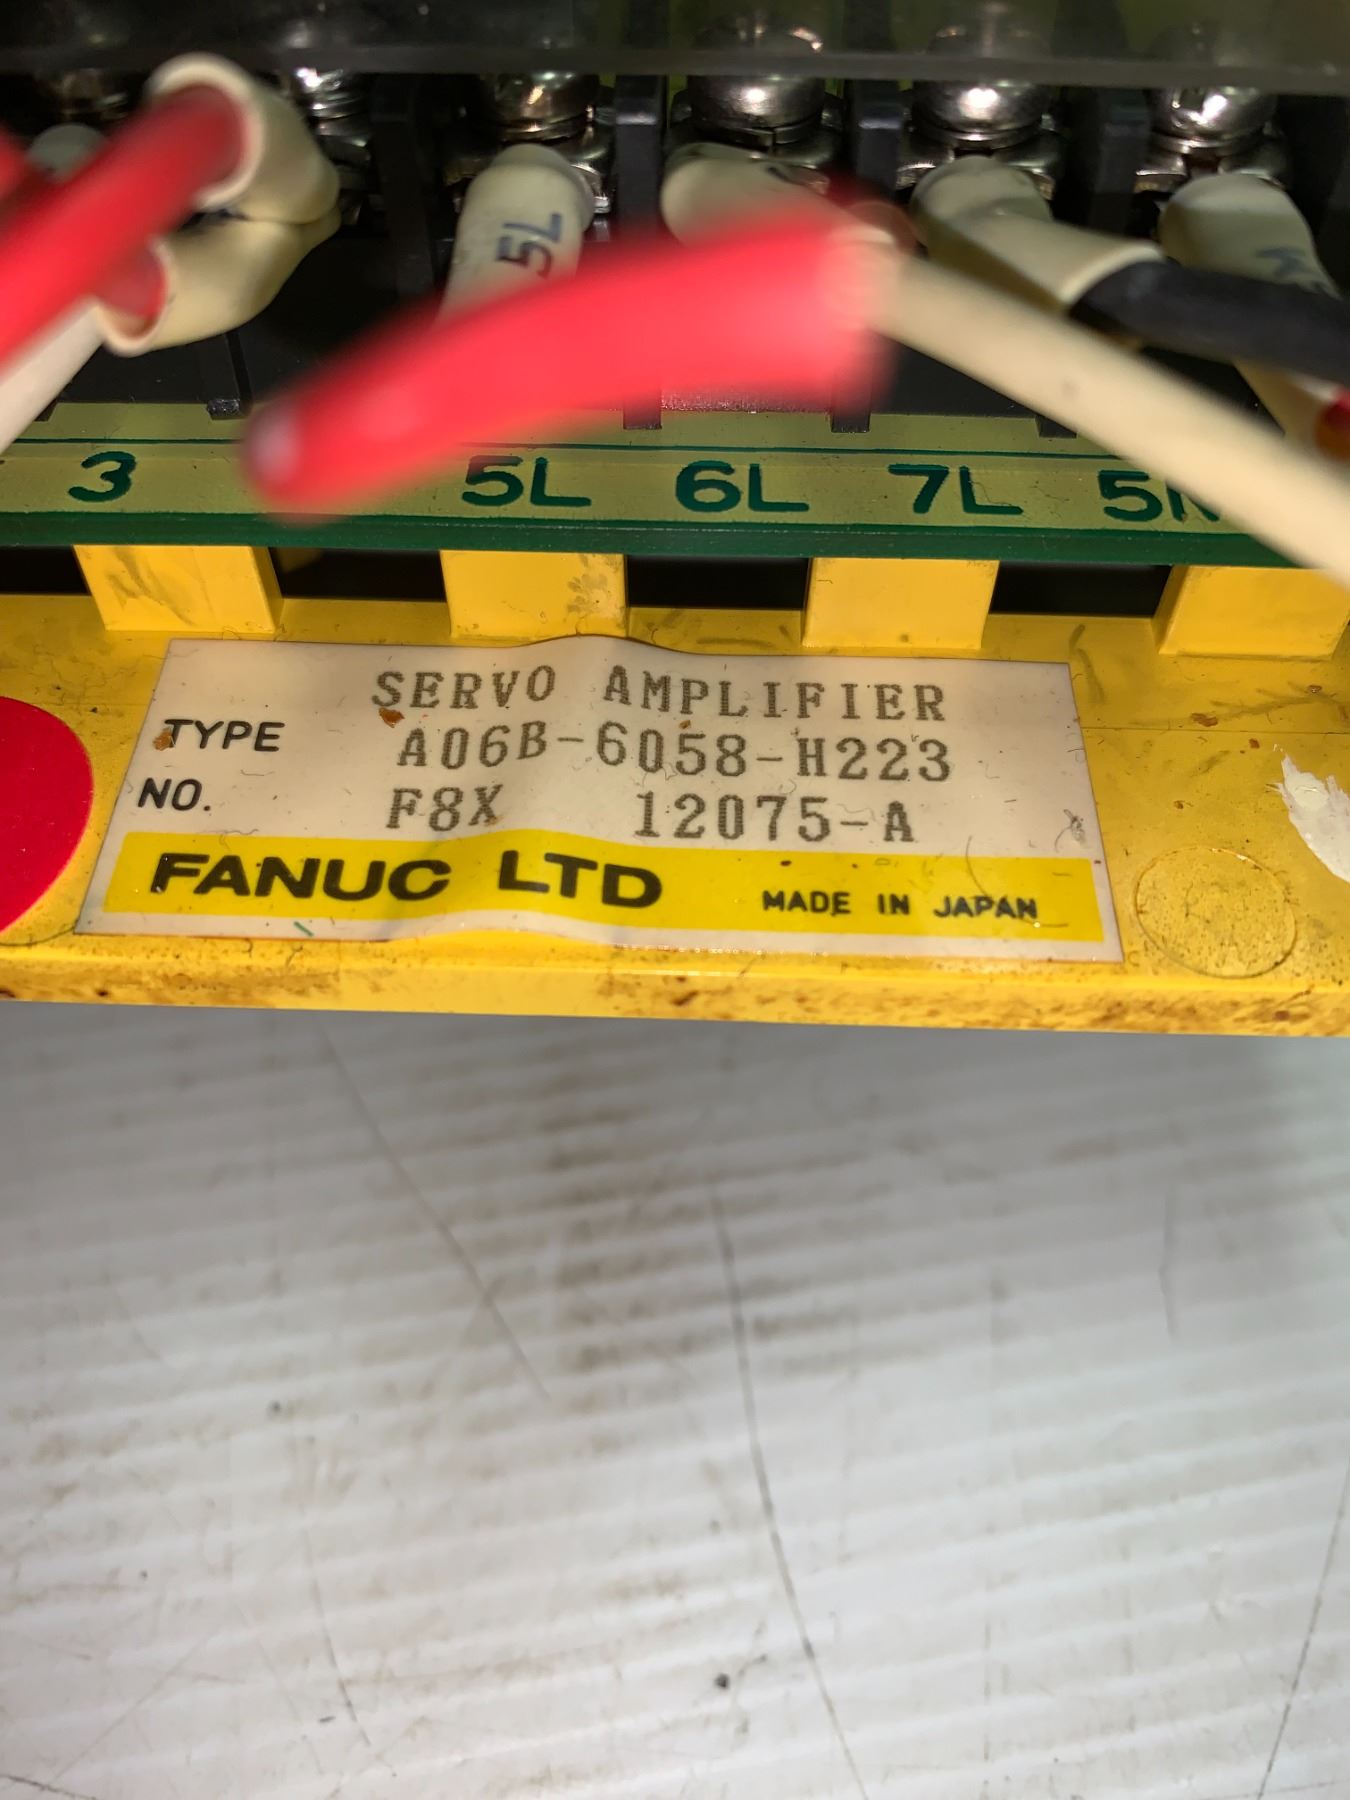 5L
3 5L 6L 7L
SERVO AMPLIFIER
TYPE A06B-6058-H223
NO. F8X 12075-A
FANUC LTD MADE IN JAPAN